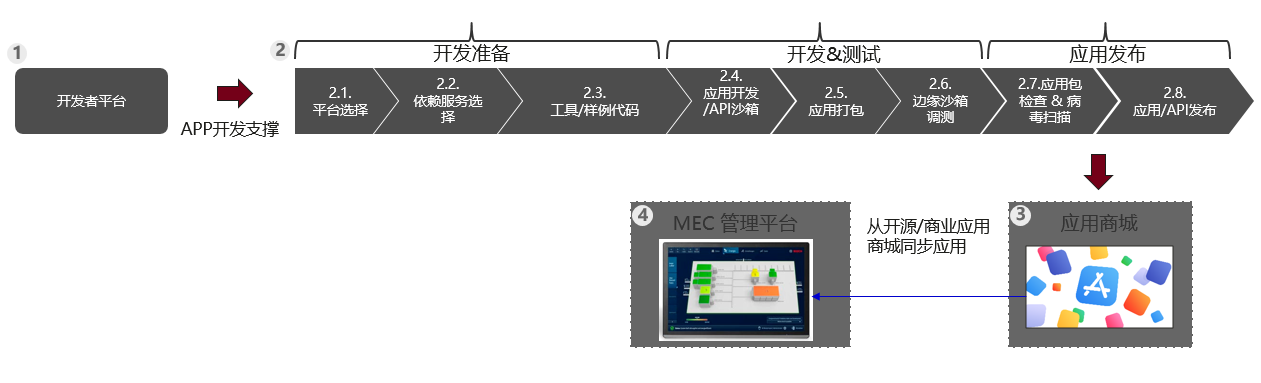 1
开发者平台
APP开发支撑
2
开发准备
开发&测试
应用发布
2.1.
平台选择
2.2.
依赖服务选
择
2.3.
工具/样例代码
2.4.
应用开发
/API沙箱
2.5.
应用打包
2.6.
边缘沙箱
调测
2.7.应用包
检查 & 病
毒扫描
2.8.
应用/API发布
3
应用商城
从开源/商业应用
商城同步应用
4
MEC 管理平台